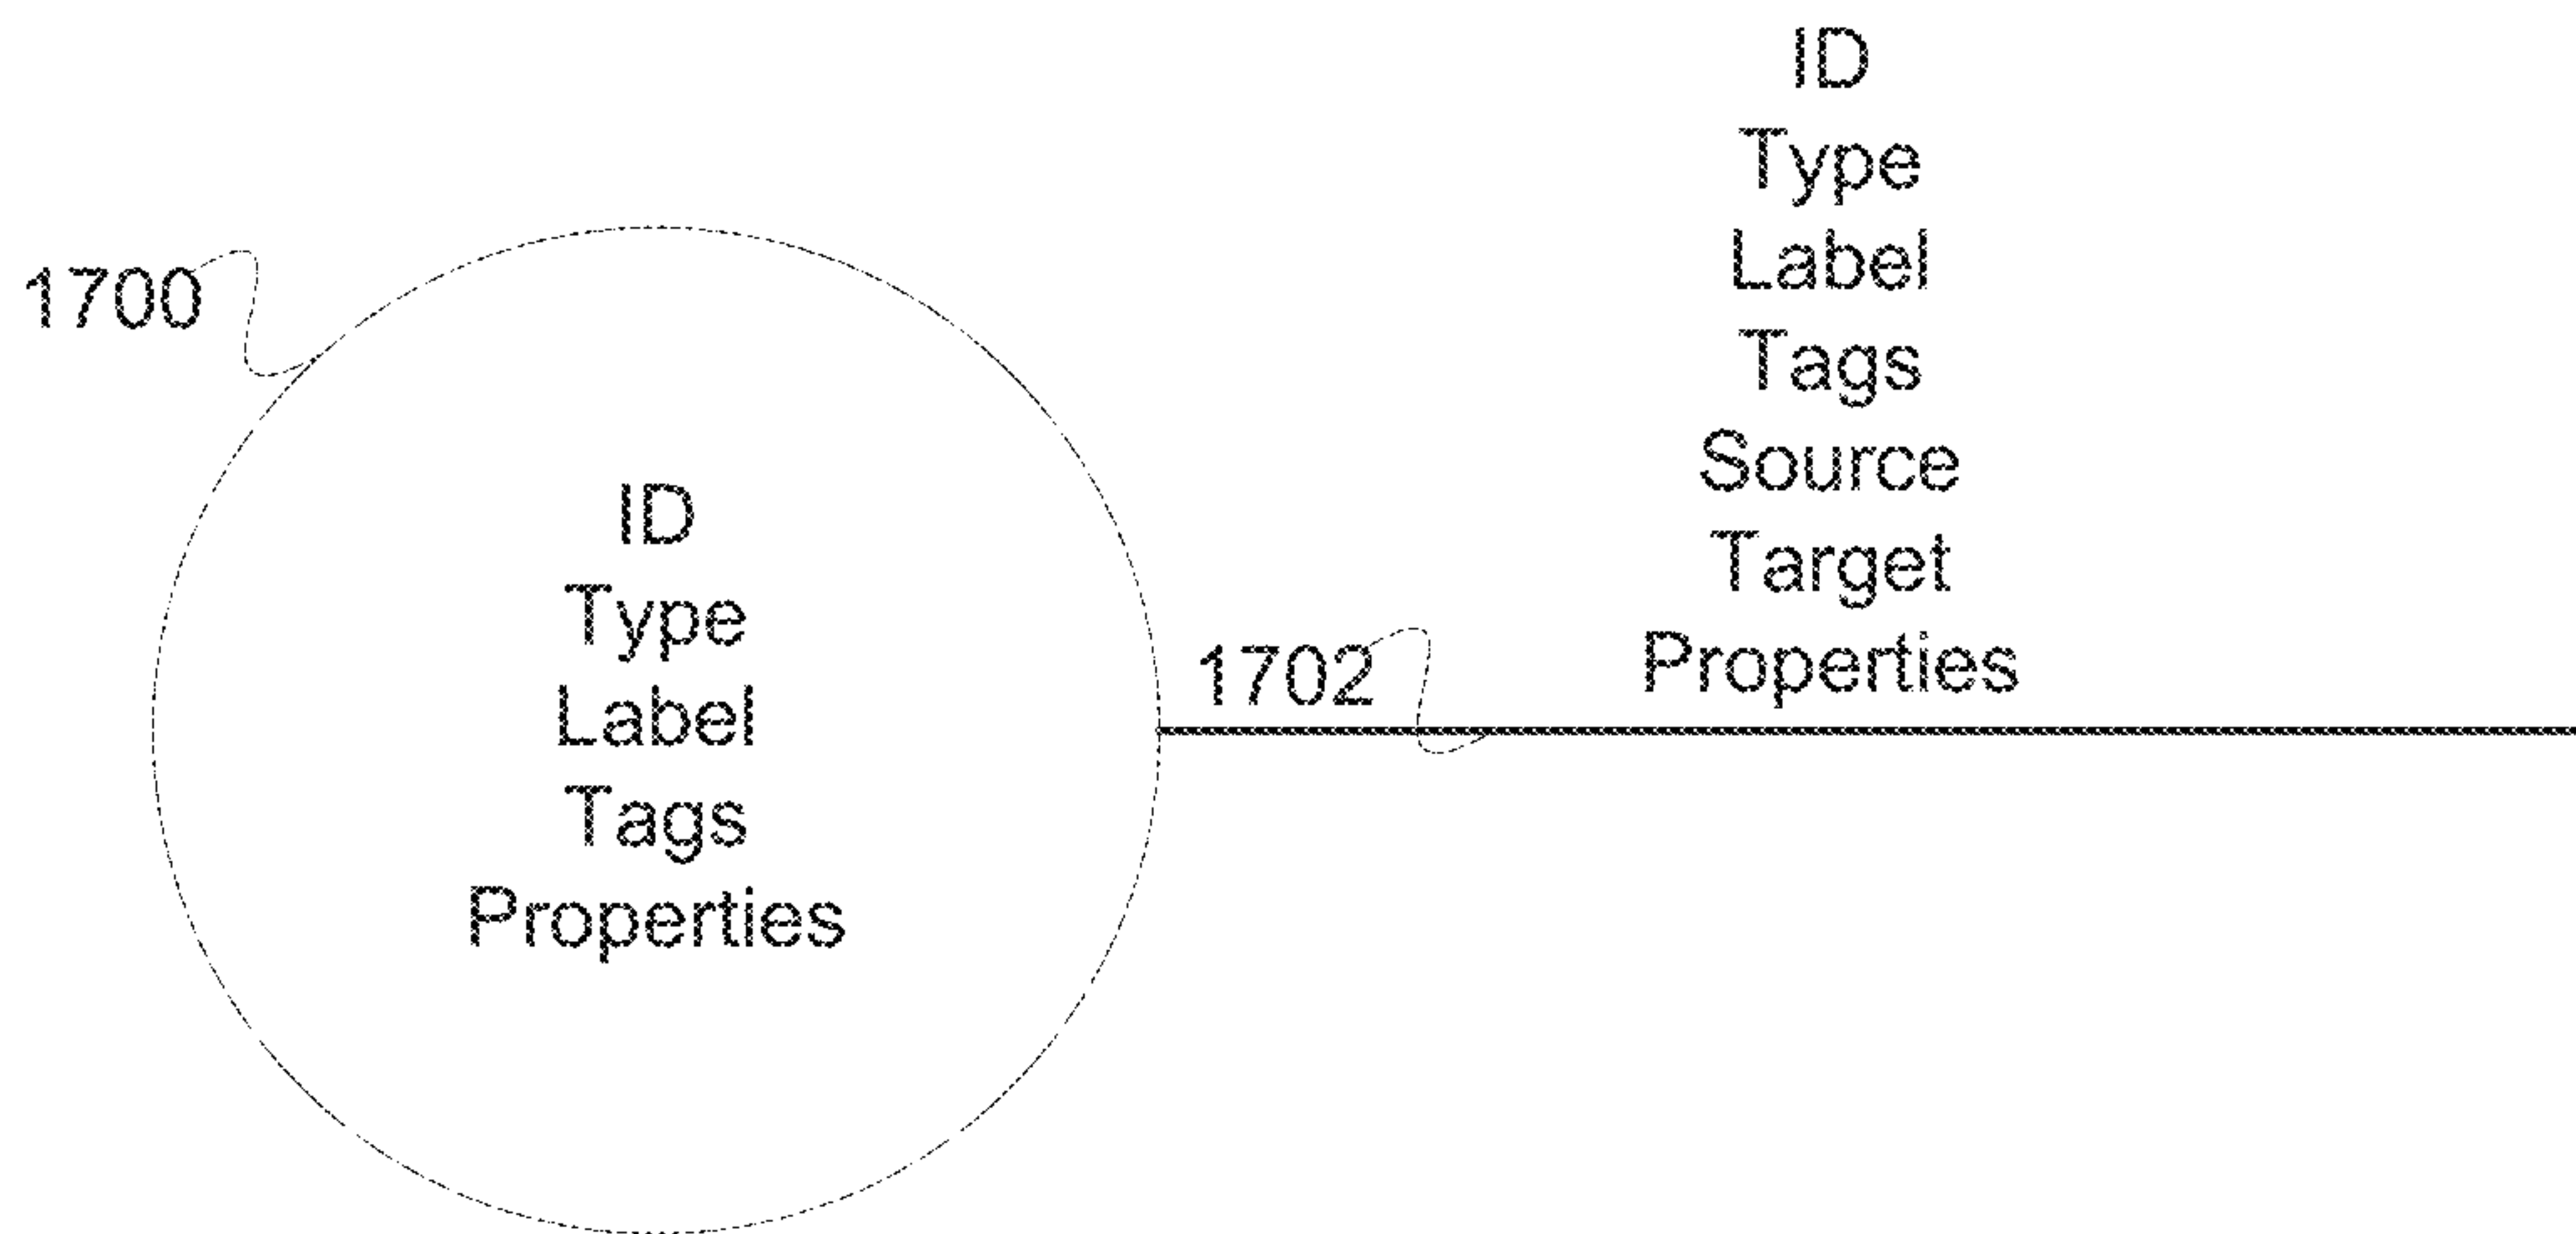 1700
ID
Type
Label
Tags
Properties
1702
ID
Type
Label
Tags
Source
Target
Properties